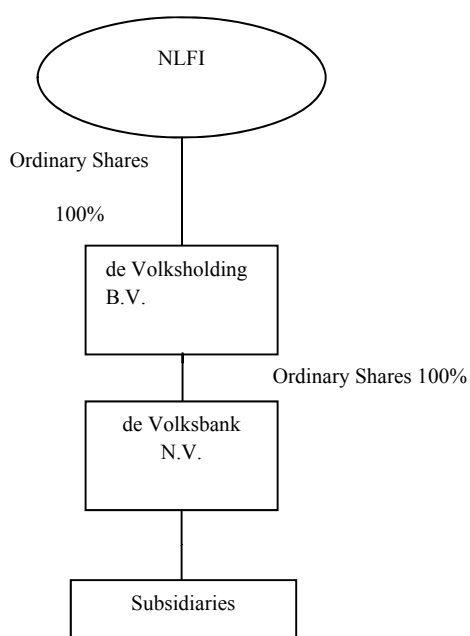 NLFI
Ordinary Shares
100%
de Volksholding
B.V.
Ordinary Shares 100%
de Volksbank
N.V.
Subsidiaries